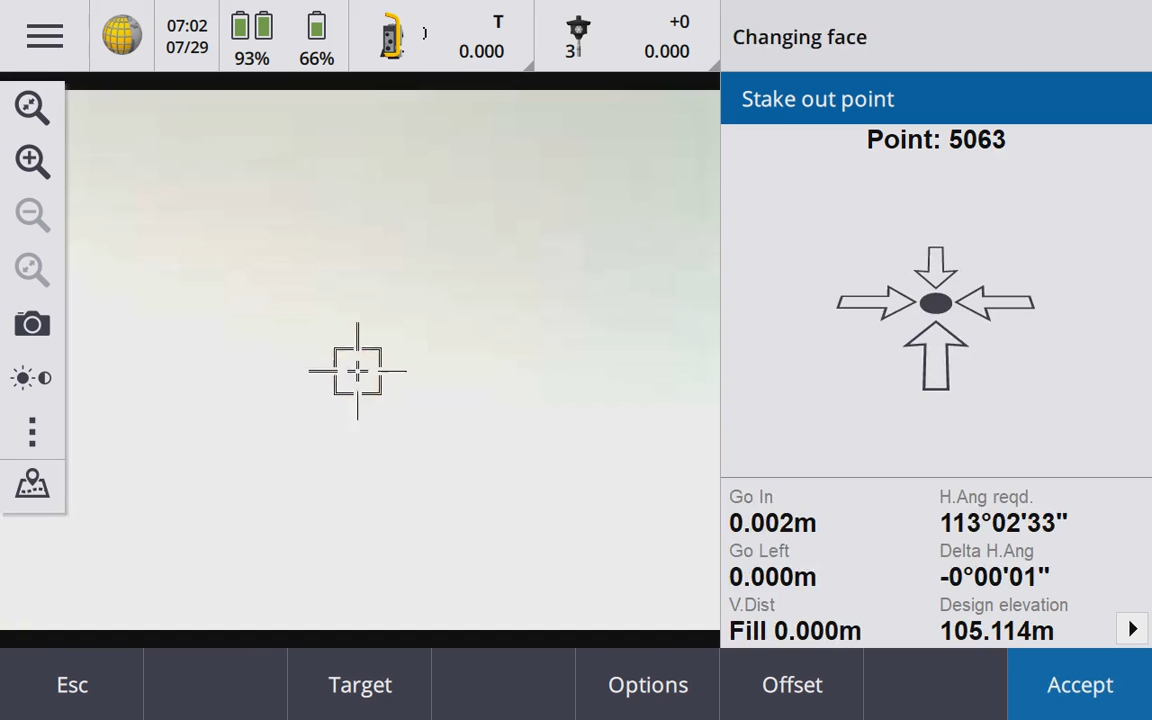 07:02
07/29
93%
66%
T
0.000
3
+0
0.000
Changing face
Stake out point
Point: 5063
Go In
0.002m
H.Ang reqd.
113°02'33"
Go Left
0.000m
Delta H.Ang
-0°00'01"
V.Dist
Fill 0.000m
Design elevation
105.114m
Esc
Target
Options
Offset
Accept